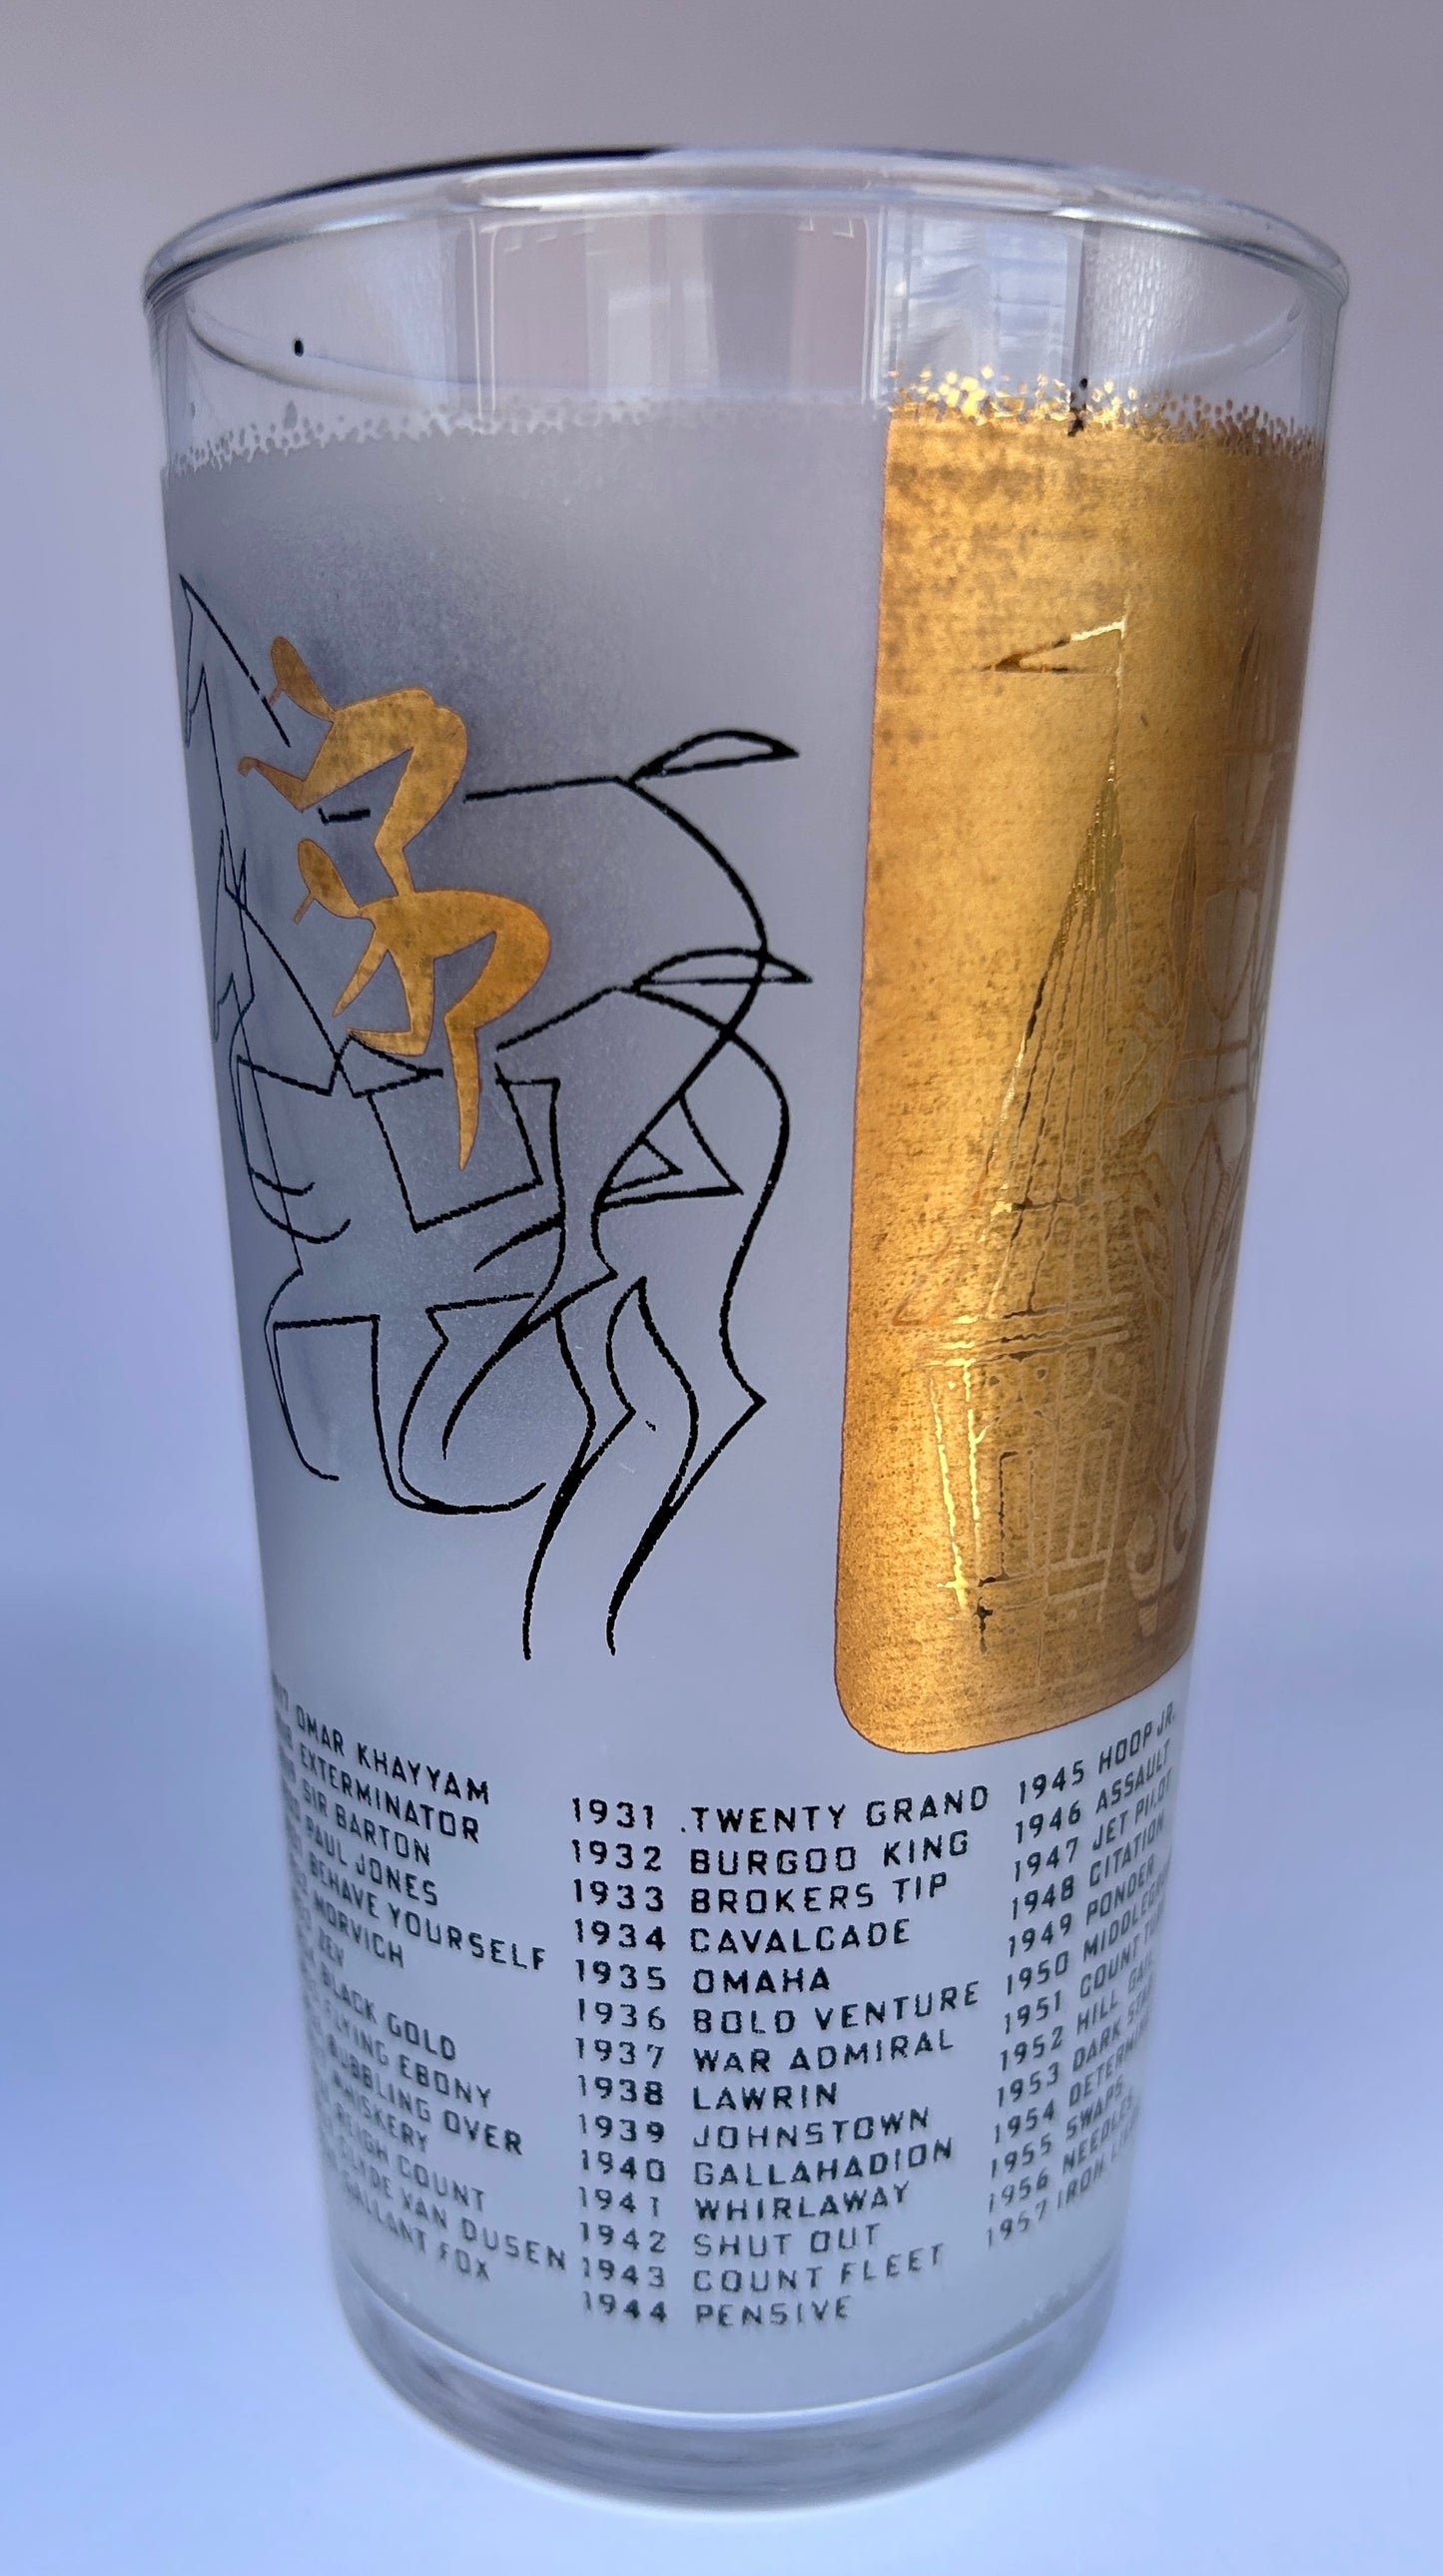 OMAR KHAYYAM
EXTERMINATOR
SIR BARTON
PAUL JONES
BEHAVE YOURSELF
MORVICH
ZEV
BLACK GOLD
FLYING EBONY
BUBBLING OVER
WHISKERY
REIGH COUNT
CLYDE VAN DUSEN
GALLANT FOX
1931 .TWENTY GRAND
1932 BURGOO KING
1933 BROKERS TIP
1934 CAVALCADE
1935 OMAHA
1936 BOLD VENTURE
1937 WAR ADMIRAL
1938 LAWRIN
1939 JOHNSTOWN
1940 GALLAHADION
1941 WHIRLAWAY
1942 SHUT OUT
1943 COUNT FLEET
1944 PENSIVE
1945 HOOP JR.
1946 ASSAULT
1947 JET PILOT
1948 CITATION
1949 PONDER
1950
1951 COUNT
1952 HILL
1953 DARK
1954
1955 SWAPS
1956 NEEDLES
1957 IRON